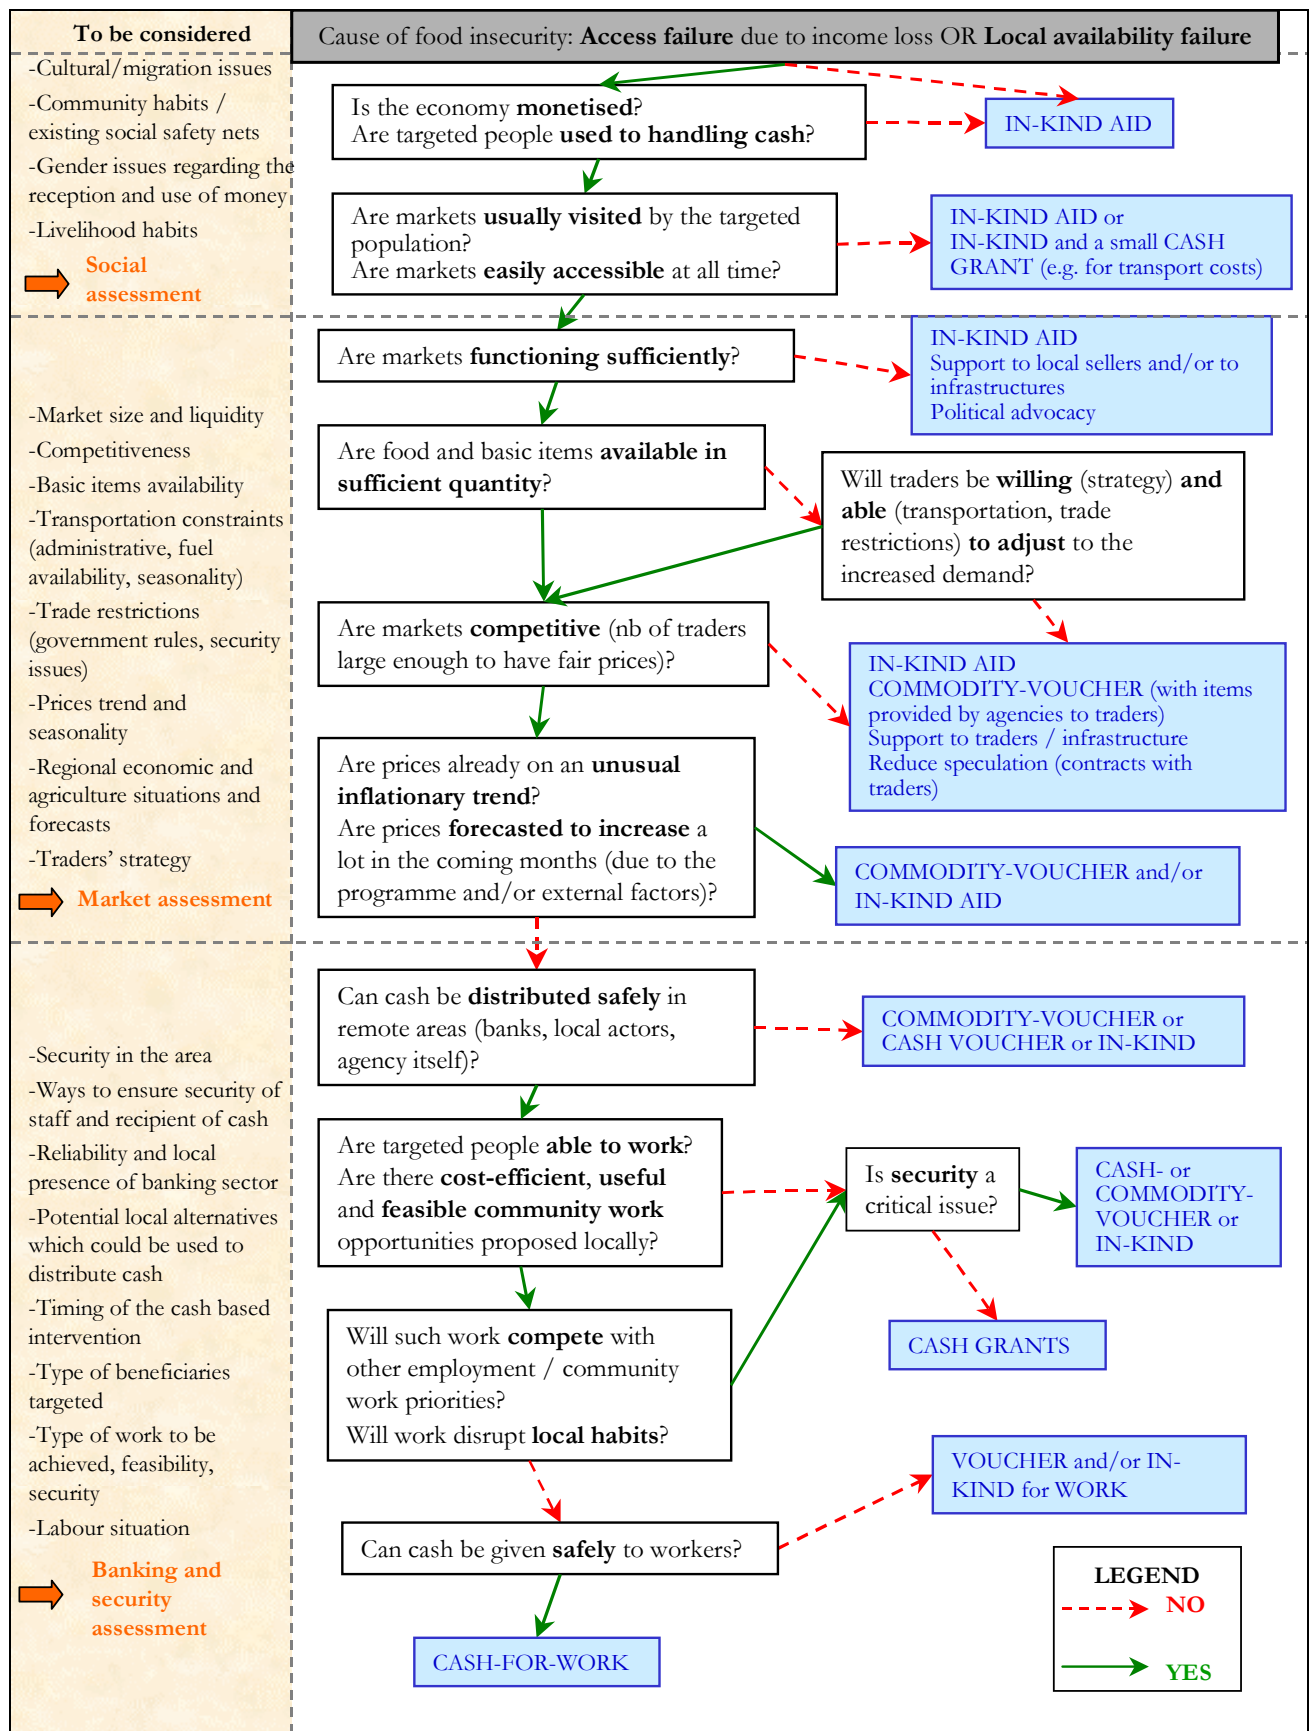 To be considered
-Cultural/migration issues
-Community habits /
existing social safety nets
-Gender issues regarding the
reception and use of money
-Livelihood habits
Social
assessment
-Market size and liquidity
-Competitiveness
-Basic items availability
-Transportation constraints
(administrative, fuel
availability, seasonality)
-Trade restrictions
(government rules, security
issues)
-Prices trend and
seasonality
-Regional economic and
agriculture situations and
forecasts
-Traders' strategy
Market assessment
-Security in the area
-Ways to ensure security of
staff and recipient of cash
-Reliability and local
presence of banking sector
-Potential local alternatives
which could be used to
distribute cash
-Timing of the cash based
intervention
-Type of beneficiaries
targeted
-Type of work to be
achieved, feasibility,
security
-Labour situation
Banking and
security
assessment
Cause of food insecurity: Access failure due to income loss OR Local availability failure
Is the economy monetised?
Are targeted people used to handling cash?
IN-KIND AID
Are markets usually visited by the targeted
population?
Are markets easily accessible at all time?
IN-KIND AID or
IN-KIND and a small CASH
GRANT (e.g. for transport costs)
Are markets functioning sufficiently?
IN-KIND AID
Support to local sellers and/or to
infrastructures
Political advocacy
Are food and basic items available in
sufficient quantity?
Will traders be willing (strategy) and
able (transportation, trade
restrictions) to adjust to the
increased demand?
Are markets competitive (nb of traders
large enough to have fair prices)?
IN-KIND AID
COMMODITY-VOUCHER (with items
provided by agencies to traders)
Support to traders / infrastructure
Reduce speculation (contracts with
traders)
Are prices already on an unusual
inflationary trend?
Are prices forecasted to increase a
lot in the coming months (due to the
programme and/or external factors)?
COMMODITY-VOUCHER and/or
IN-KIND AID
Can cash be distributed safely in
remote areas (banks, local actors,
agency itself)?
COMMODITY-VOUCHER or
CASH VOUCHER or IN-KIND
Are targeted people able to work?
Are there cost-efficient, useful
and feasible community work
opportunities proposed locally?
Is security a
critical issue?
CASH- or
COMMODITY-
VOUCHER or
IN-KIND
CASH GRANTS
Will such work compete with
other employment / community
work priorities?
Will work disrupt local habits?
VOUCHER and/or IN-
KIND for WORK
Can cash be given safely to workers?
CASH-FOR-WORK
LEGEND
NO
YES